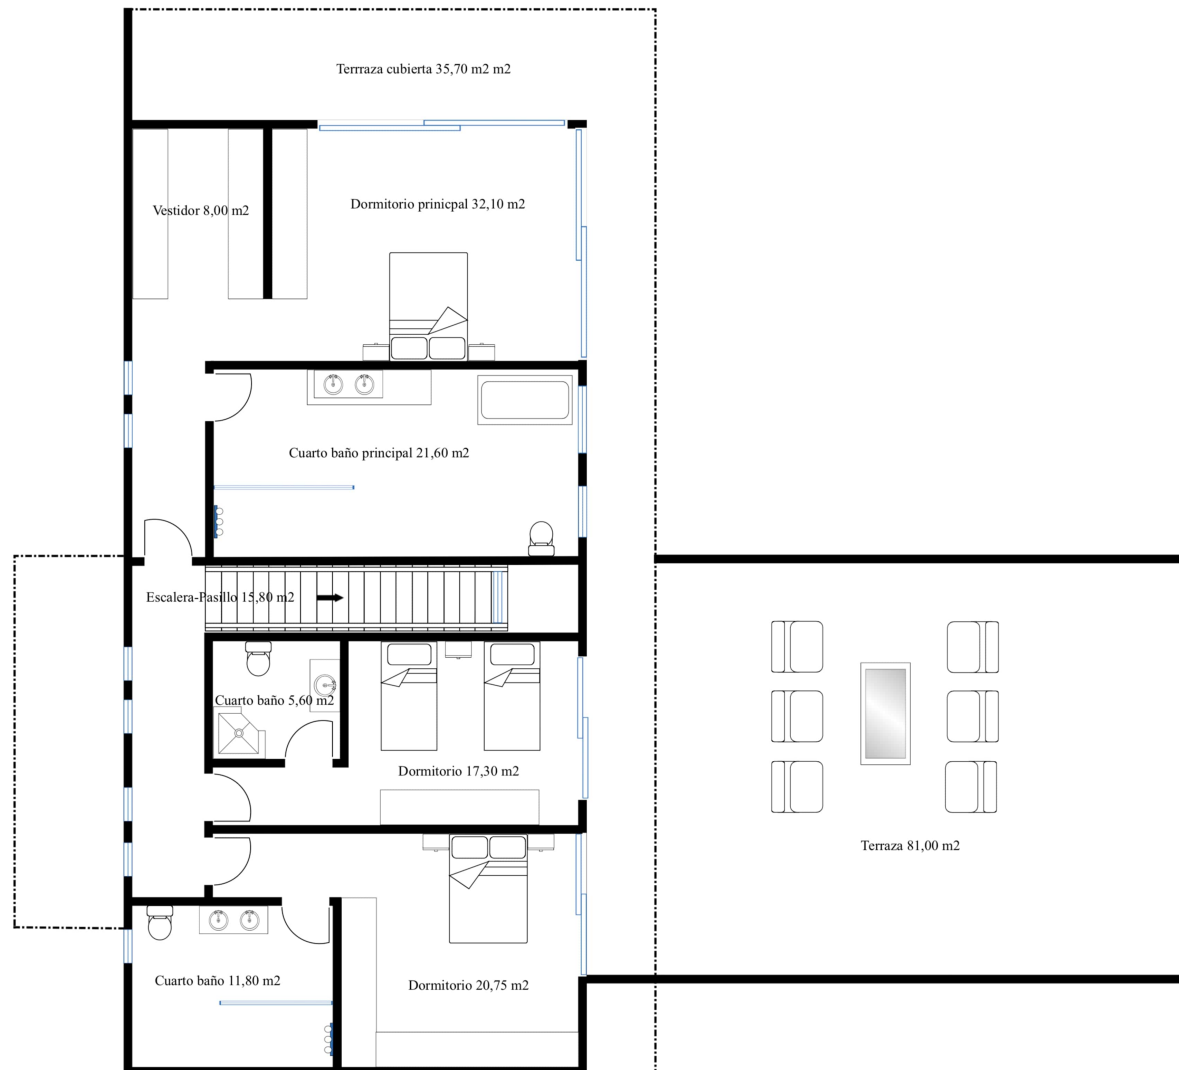 Terrraza cubierta 35,70 m2 m2
Vestidor 8,00 m2
Dormitorio prinicpal 32,10 m2
Cuarto baño principal 21,60 m2
Escalera-Pasillo 15,80 m2
Cuarto baño 5,60 m2
Dormitorio 17,30 m2
Terraza 81,00 m2
Cuarto baño 11,80 m2
Dormitorio 20,75 m2